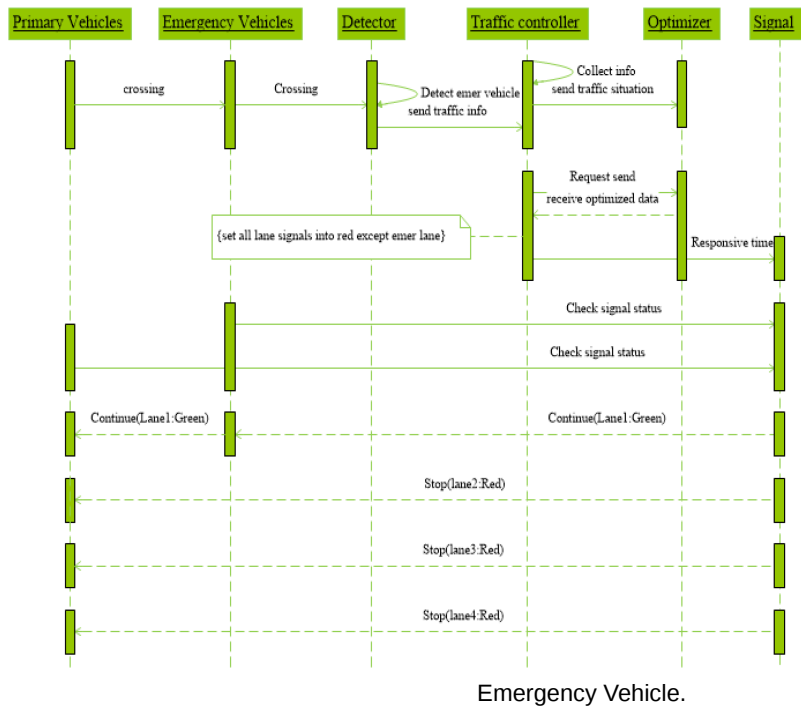 Primary Vehicles
Emergency Vehicles
Detector
Traffic controller
Optimizer
Signal
crossing
Crossing
Detect emer vehicle
send traffic info
Collect info
send traffic situation
Request send
receive optimized data
{set all lane signals into red except emer lane}
Responsive time
Check signal status
Check signal status
Continue(Lane1:Green)
Continue(Lane1:Green)
Stop(lane2:Red)
Stop(lane3:Red)
Stop(lane4:Red)
Emergency Vehicle.